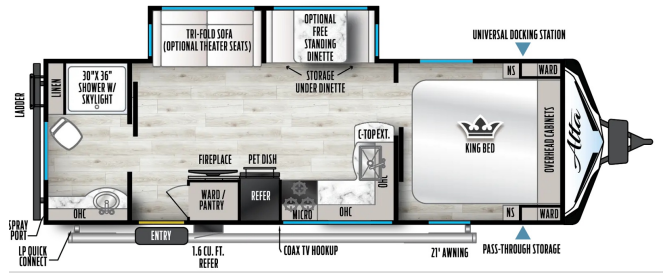 TRI-FOLD SOFA
(OPTIONAL THEATER SEATS)
OPTIONAL
FREE
STANDING
DINETTE
UNIVERSAL DOCKING STATION
STORAGE
UNDER DINETTE
NS
WARD
LADDER
LINEN
30"X 36"
SHOWER W/
SKYLIGHT
C-TOP EXT.
KING BED
OVERHEAD CABINETS
Alta
FIREPLACE
PET DISH
OHC
WARD /
PANTRY
REFER
MICRO
OHC
OHC
NS
WARD
SPRAY
PORT
LP QUICK
CONNECT
ENTRY
1.6 CU. FT.
REFER
COAX TV HOOKUP
21' AWNING
PASS-THROUGH STORAGE